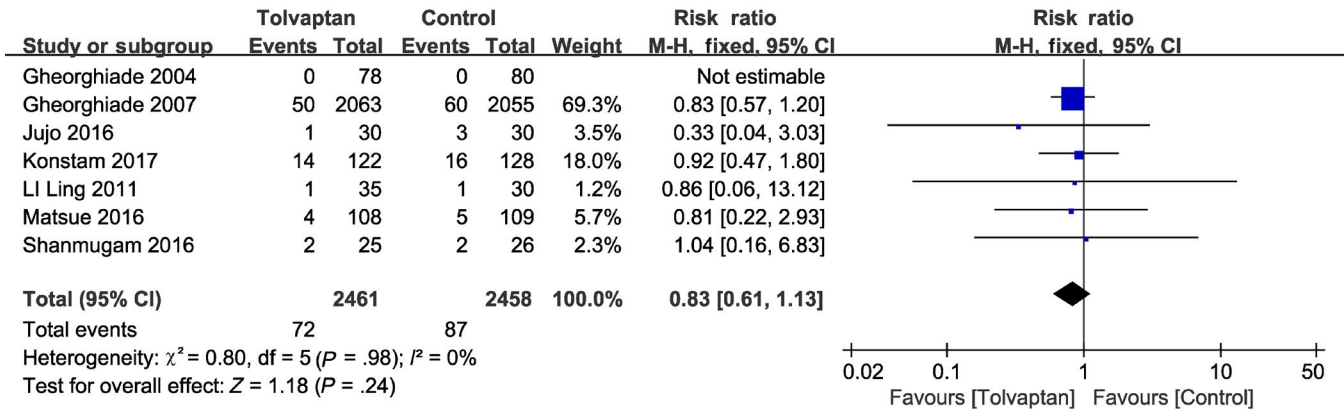 Tolvaptan Control Risk ratio Risk ratio
Study or subgroup Events Total Events Total Weight M-H, fixed, 95% CI M-H, fixed, 95% CI
Gheorghiade 2004 0 78 0 80 Not estimable
Gheorghiade 2007 50 2063 60 2055 69.3% 0.83 [0.57, 1.20]
Jujo 2016 1 30 3 30 3.5% 0.33 [0.04, 3.03]
Konstam 2017 14 122 16 128 18.0% 0.92 [0.47, 1.80]
LI Ling 2011 1 35 1 30 1.2% 0.86 [0.06, 13.12]
Matsue 2016 4 108 5 109 5.7% 0.81 [0.22, 2.93]
Shanmugam 2016 2 25 2 26 2.3% 1.04 [0.16, 6.83]
Total (95% CI) 2461 2458 100.0% 0.83 [0.61, 1.13]
Total events 72 87
Heterogeneity: χ² = 0.80, df = 5 (P = .98); I² = 0%
Test for overall effect: Z = 1.18 (P = .24)
0.02 0.1 1 10 50
Favours [Tolvaptan] Favours [Control]